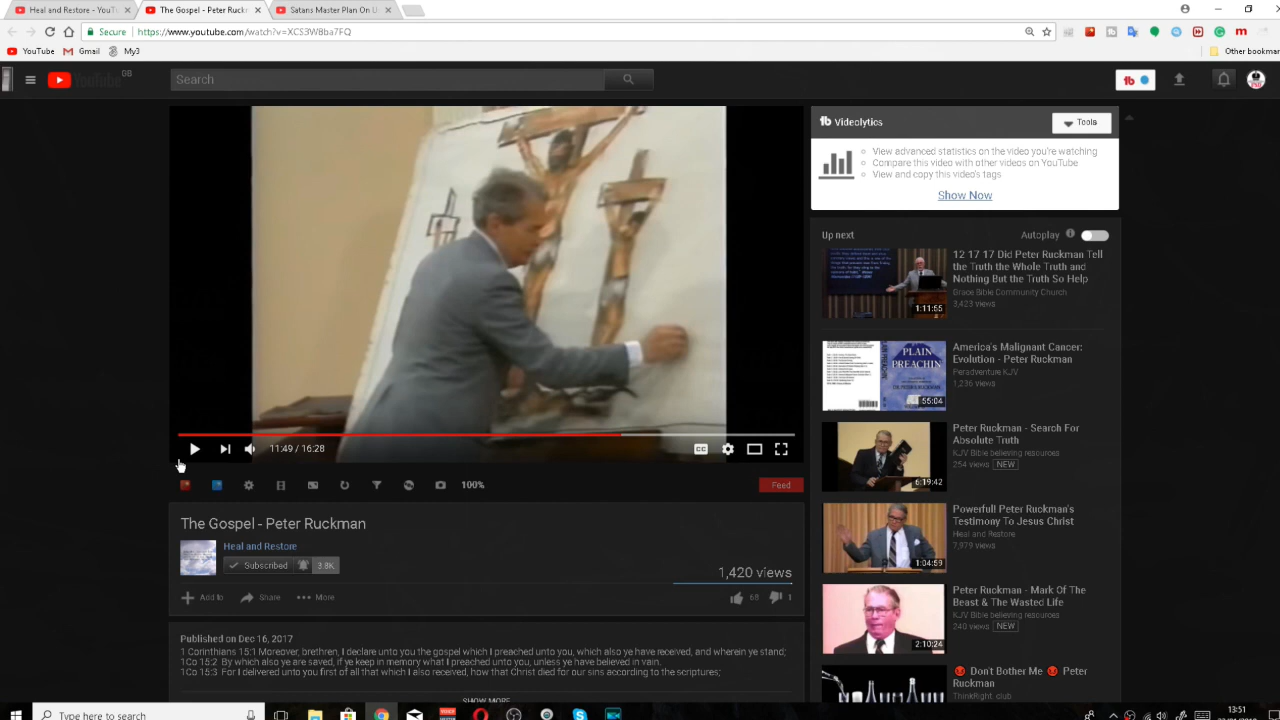 Heal and Restore - YouT
The Gospel - Peter Ruckm
Satans Master Plan On U
Secure
https://www.youtube.com/watch?v=XCS3W8ba7FQ
YouTube
Gmail
My3
Other bookmar
YouTube GB
Search
Videolytics
Tools
View advanced statistics on the video you're watching
Compare this video with other videos on YouTube
View and copy this video's tags
Show Now
Up next
Autoplay
12 17 17 Did Peter Ruckman Tell
the Truth the Whole Truth and
Nothing But the Truth So Help
Grace Bible Community Church
3,423 views
1:11:55
America's Malignant Cancer:
Evolution - Peter Ruckman
Peradventure KJV
1,236 views
PLAIN
PREACHIN
55:04
Peter Ruckman - Search For
Absolute Truth
KJV Bible believing resources
254 views NEW
6:19:42
Powerful! Peter Ruckman's
Testimony To Jesus Christ
Heal and Restore
7,979 views
1:04:59
Peter Ruckman - Mark Of The
Beast & The Wasted Life
KJV Bible believing resources
240 views NEW
2:10:24
Don't Bother Me Peter
Ruckman
ThinkRight. club
11:49 / 16:28
CC
100%
Feed
The Gospel - Peter Ruckman
Heal and Restore
Subscribed 3.8K
1,420 views
Add to
Share
More
68
1
Published on Dec 16, 2017
1 Corinthians 15:1 Moreover, brethren, I declare unto you the gospel which I preached unto you, which also ye have received, and wherein ye stand;
1Co 15:2 By which also ye are saved, if ye keep in memory what I preached unto you, unless ye have believed in vain.
1Co 15:3 For I delivered unto you first of all that which I also received, how that Christ died for our sins according to the scriptures;
SHOW MORE
Type here to search
13:51